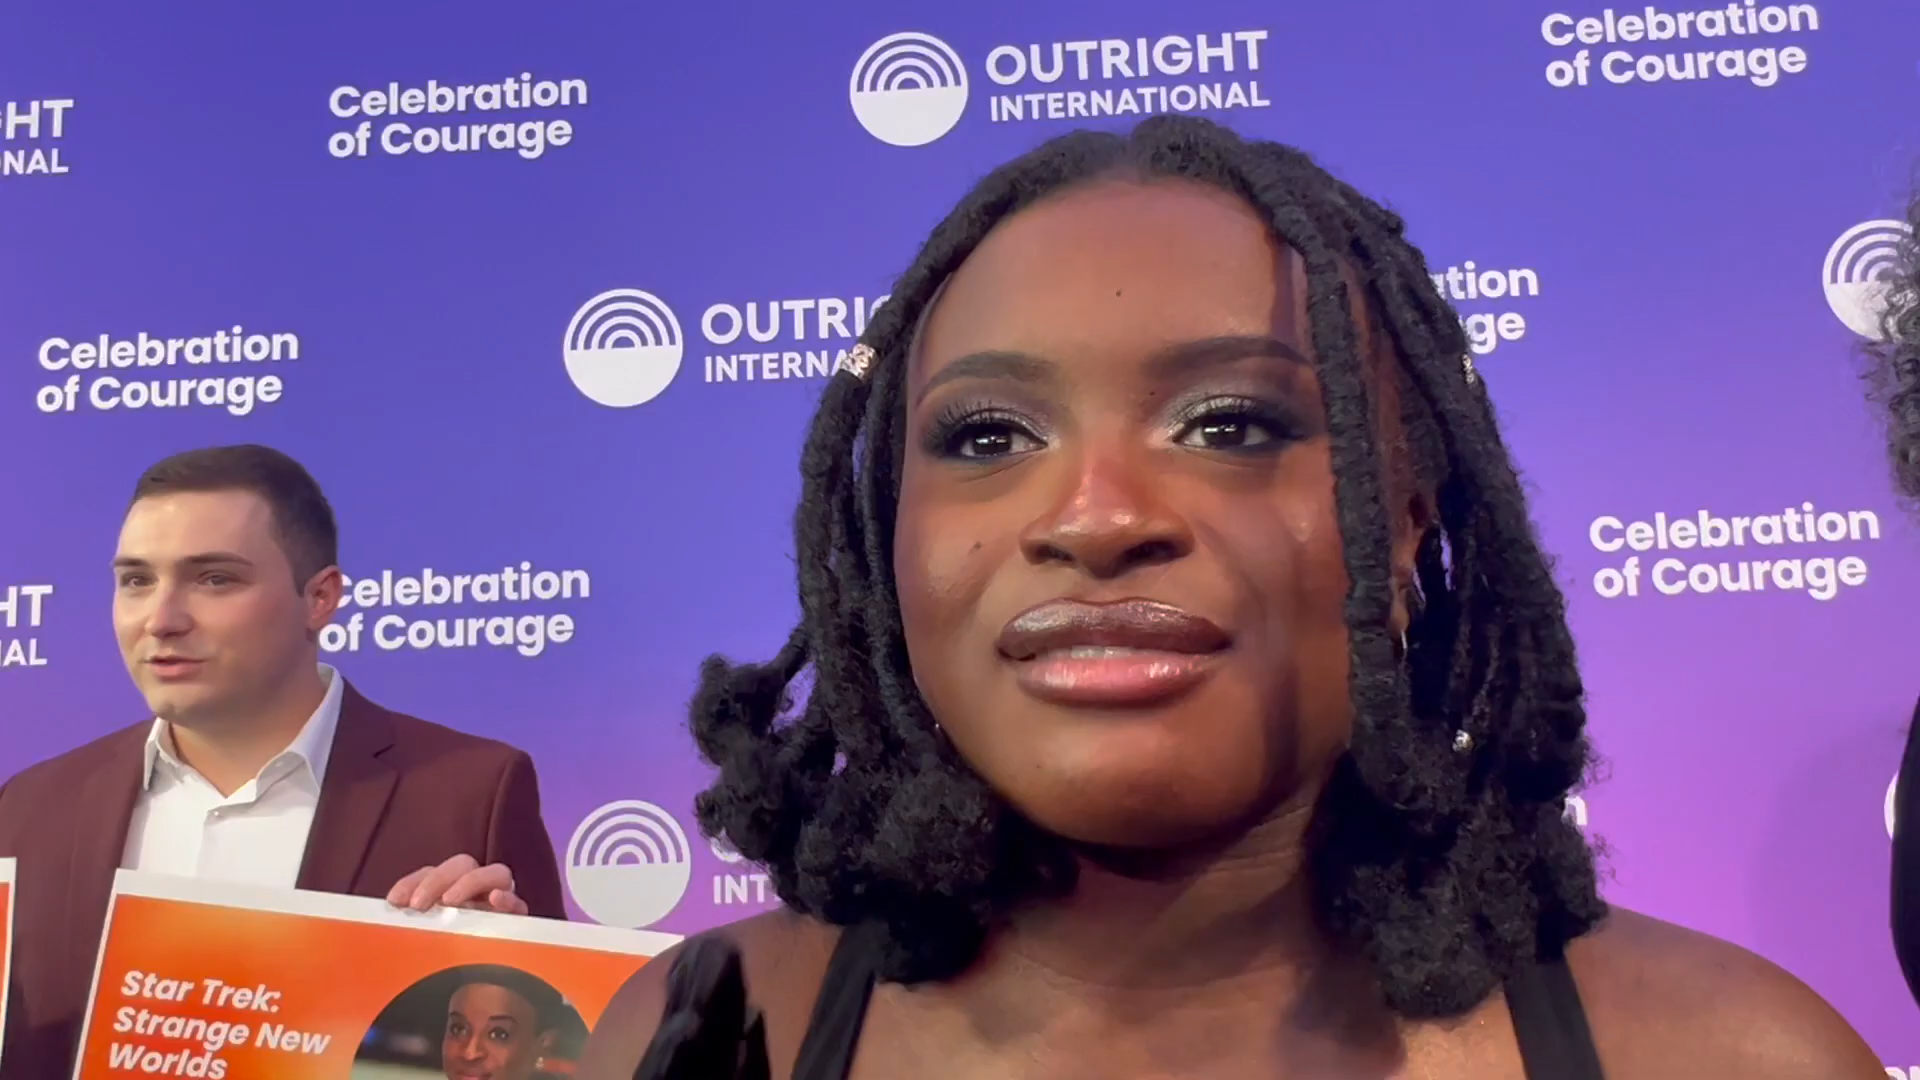 Celebration
of Courage
OUTRIGHT
INTERNATIONAL
Celebration
of Courage
Celebration
of Courage
Celebration
of Courage
Celebration
of Courage
Star Trek:
Strange New
Worlds